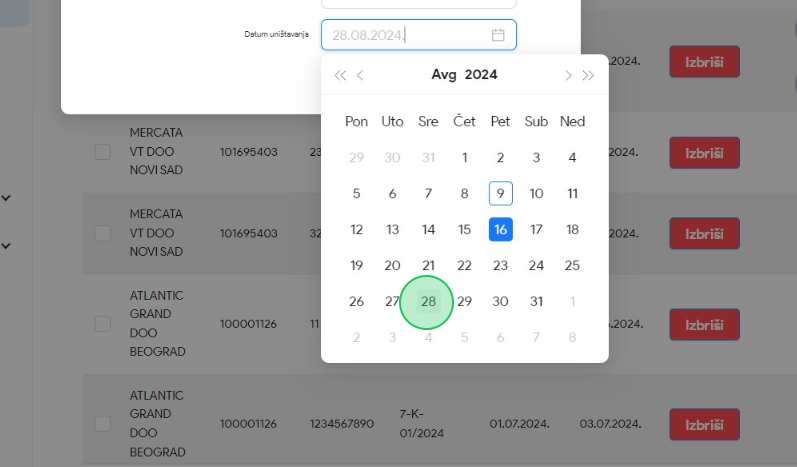 Datum uništavanja 28.08.2024.
Avg 2024
Pon Uto Sre Čet Pet Sub Ned
29 30 31 1 2 3 4
5 6 7 8 9 10 11
12 13 14 15 16 17 18
19 20 21 22 23 24 25
26 27 28 29 30 31 1
2 3 4 5 6 7 8
.2024. Izbriši
MERCATA
VT DOO
NOVI SAD
101695403 23 2024. Izbriši
MERCATA
VT DOO
NOVI SAD
101695403 32 2024. Izbriši
ATLANTIC
GRAND
DOO
BEOGRAD
100001126 11 .2024. Izbriši
ATLANTIC
GRAND
DOO
BEOGRAD
100001126 1234567890
7-K-
01/2024
01.07.2024. 03.07.2024. Izbriši